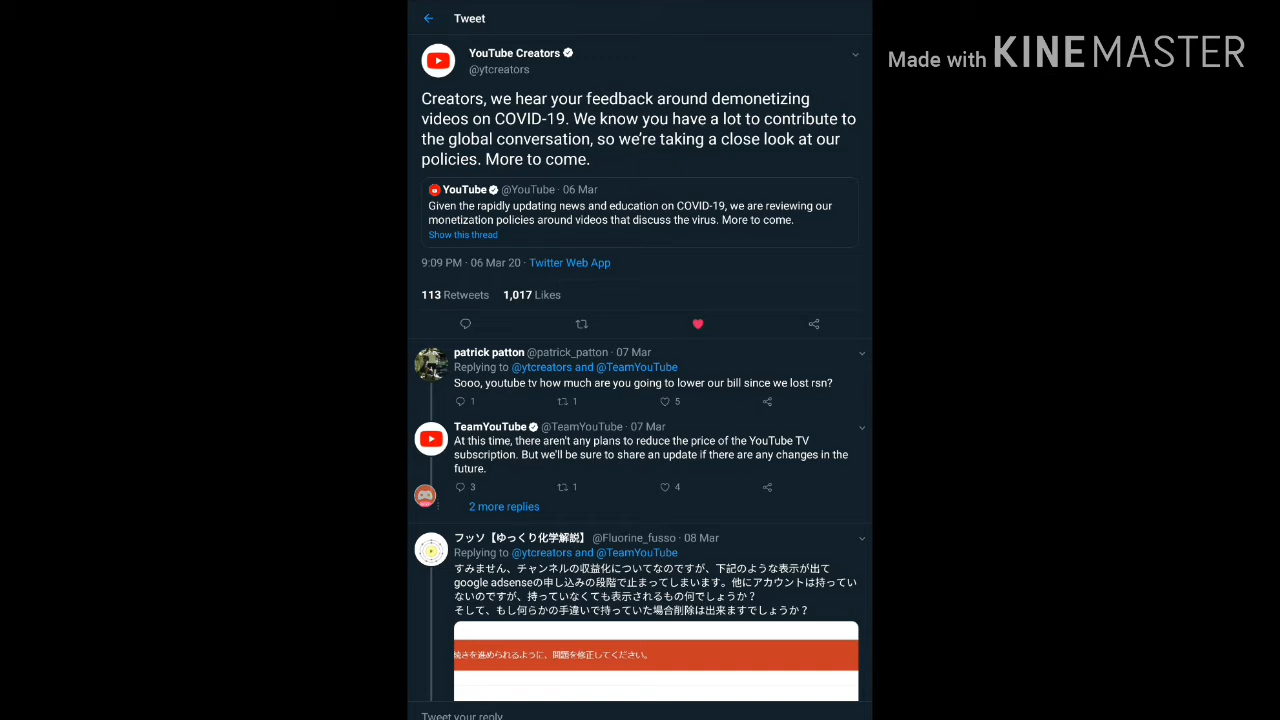 Tweet
Made with KINEMASTER
YouTube Creators
@ytcreators
Creators, we hear your feedback around demonetizing
videos on COVID-19. We know you have a lot to contribute to
the global conversation, so we're taking a close look at our
policies. More to come.
YouTube @YouTube · 06 Mar
Given the rapidly updating news and education on COVID-19, we are reviewing our
monetization policies around videos that discuss the virus. More to come.
Show this thread
9:09 PM · 06 Mar 20 · Twitter Web App
113 Retweets 1,017 Likes
patrick patton @patrick_patton · 07 Mar
Replying to @ytcreators and @TeamYouTube
Sooo, youtube tv how much are you going to lower our bill since we lost rsn?
1 1 5
TeamYouTube @TeamYouTube · 07 Mar
At this time, there aren't any plans to reduce the price of the YouTube TV
subscription. But we'll be sure to share an update if there are any changes in the
future.
3 1 4
2 more replies
フッソ【ゆっくり化学解説】 @Fluorine_fusso · 08 Mar
Replying to @ytcreators and @TeamYouTube
すみません、チャンネルの収益化についてなのですが、下記のような表示が出て
google adsenseの申し込みの段階で止まってしまいます。他にアカウントは持ってい
ないのですが、持っていなくても表示されるもの何でしょうか？
そして、もし何らかの手違いで持っていた場合削除は出来ますでしょうか？
続きを進められるように、問題を修正してください。
Tweet your reply